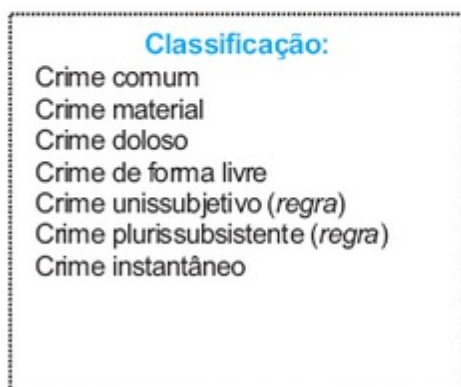 Classificação:
Crime comum
Crime material
Crime doloso
Crime de forma livre
Crime unissubjetivo (regra)
Crime plurissubsistente (regra)
Crime instantâneo